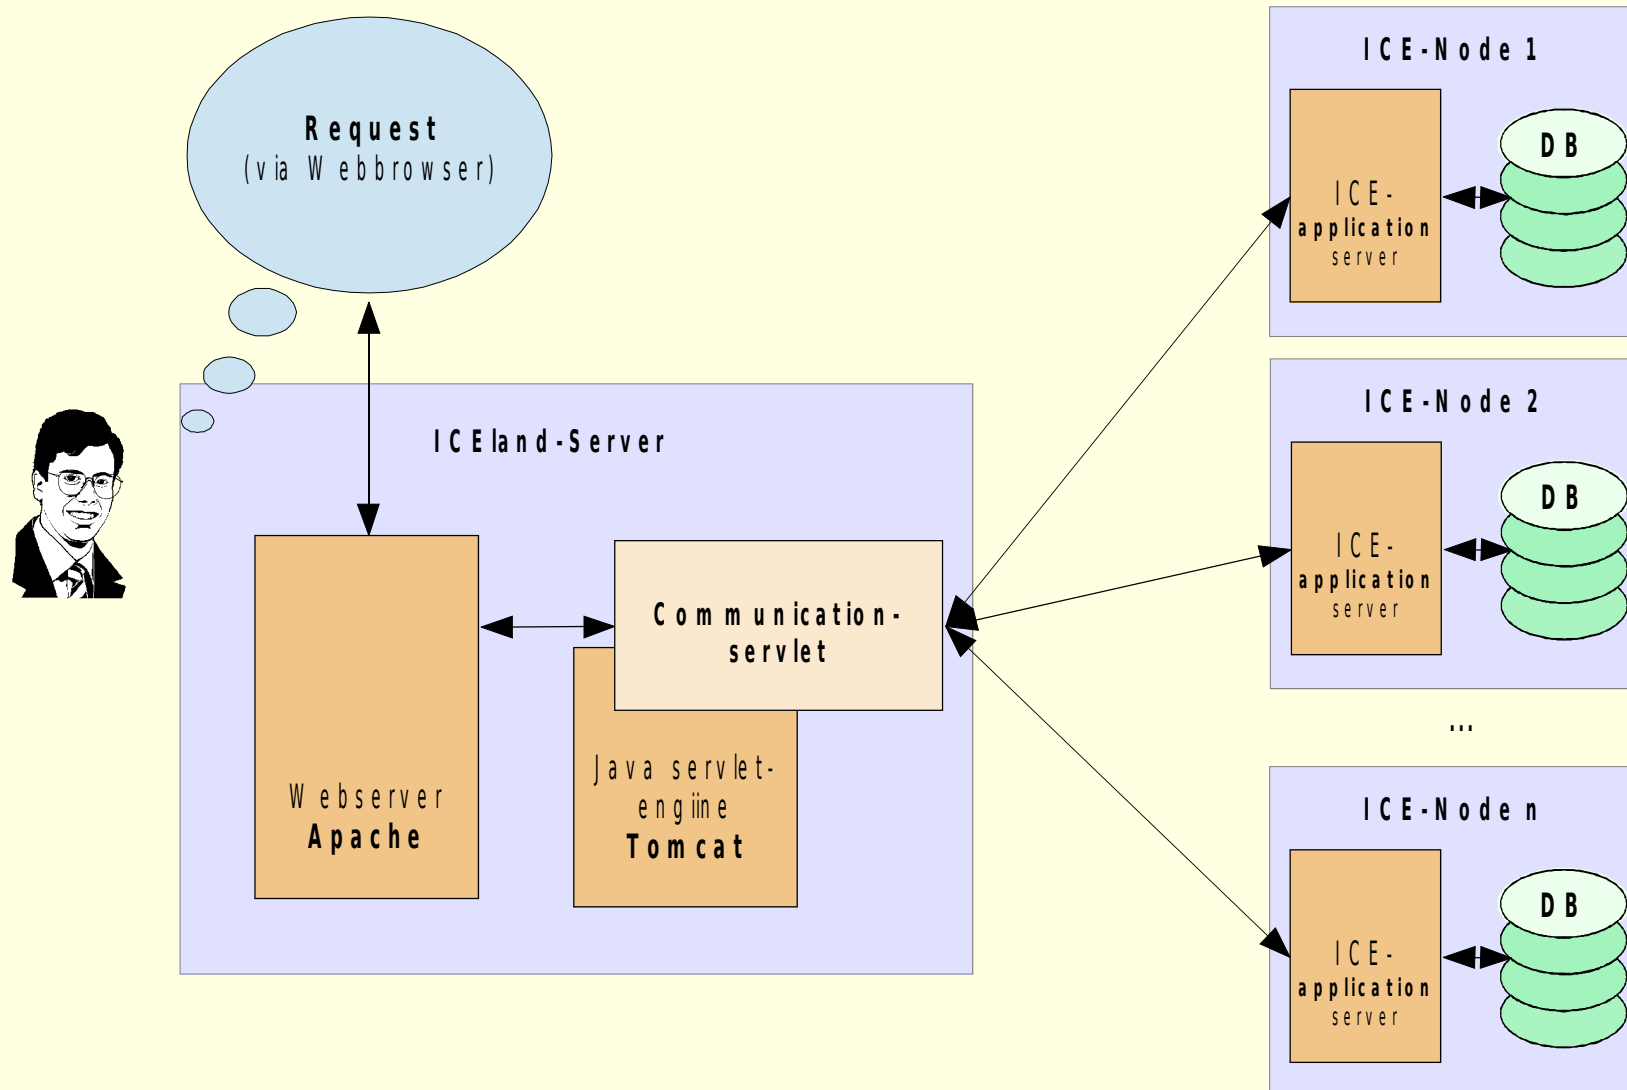 Request
(via Webbrowser)
ICEland-Server
Webserver
Apache
Communication-
servlet
Java servlet-
engiine
Tomcat
ICE-Node 1
ICE-
application
server
DB
ICE-Node 2
ICE-
application
server
DB
...
ICE-Node n
ICE-
application
server
DB